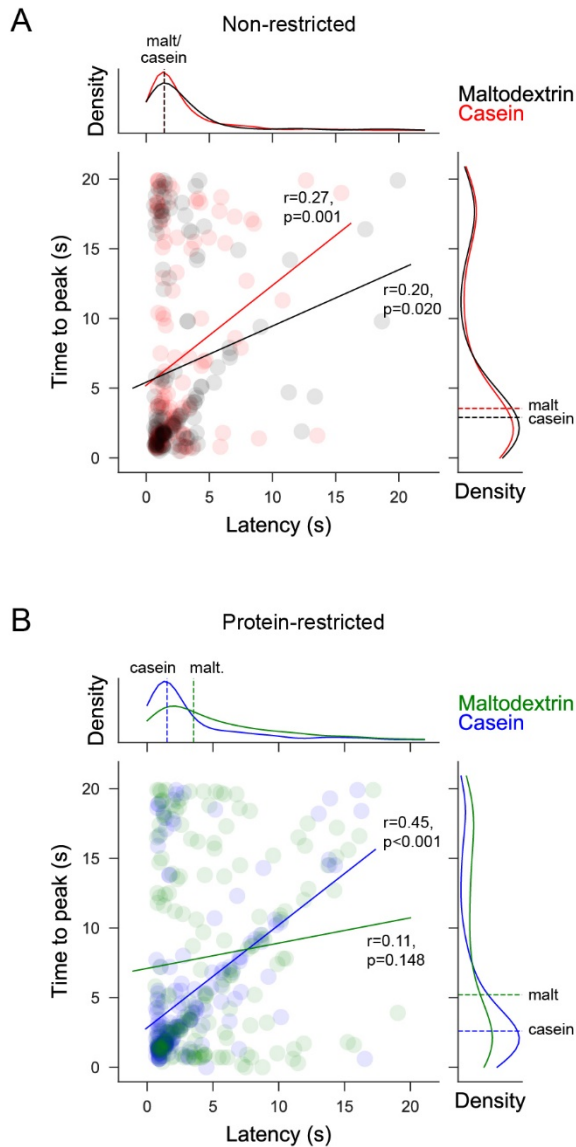 A
Non-restricted
malt/
casein
Density
Maltodextrin
Casein
20
15
10
5
0
Time to peak (s)
r=0.27,
p=0.001
r=0.20,
p=0.020
malt
casein
0
5
10
15
20
Latency (s)
Density
B
Protein-restricted
casein
malt.
Density
Maltodextrin
Casein
20
15
10
5
0
Time to peak (s)
r=0.45,
p<0.001
r=0.11,
p=0.148
malt
casein
0
5
10
15
20
Latency (s)
Density